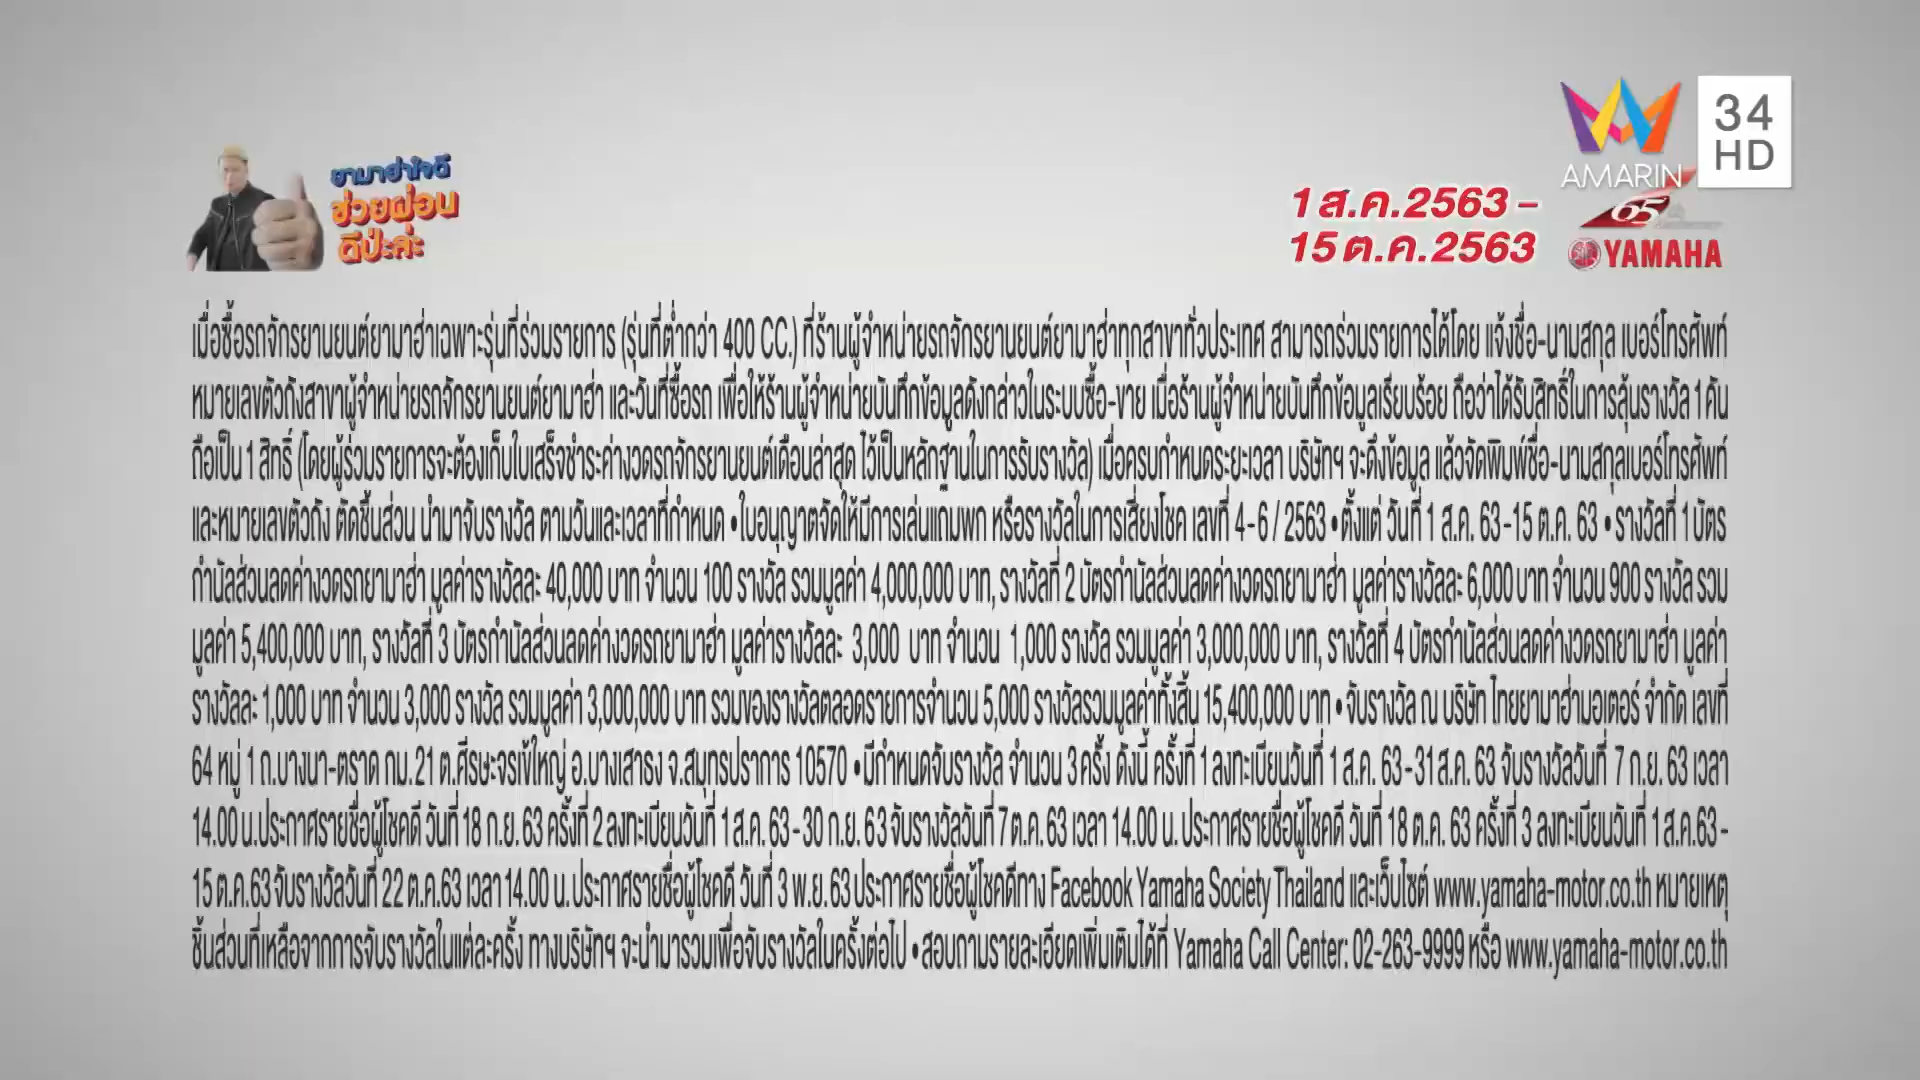 AMARIN
34
HD
ยามาฮ่าใจดี
ช่วยผ่อน
ดีป่ะล่ะ
1 ส.ค.2563 –
15 ต.ค.2563
65
YAMAHA
เมื่อซื้อรถจักรยานยนต์ยามาฮ่าเฉพาะรุ่นที่ร่วมรายการ (รุ่นที่ต่ำกว่า 400 CC.) ที่ร้านผู้จำหน่ายรถจักรยานยนต์ยามาฮ่าทุกสาขาทั่วประเทศ สามารถร่วมรายการได้โดย แจ้งชื่อ-นามสกุล เบอร์โทรศัพท์
หมายเลขตัวถังสาขาผู้จำหน่ายรถจักรยานยนต์ยามาฮ่า และวันที่ซื้อรถ เพื่อให้ร้านผู้จำหน่ายบันทึกข้อมูลดังกล่าวในระบบซื้อ-ขาย เมื่อร้านผู้จำหน่ายบันทึกข้อมูลเรียบร้อย ถือว่าได้รับสิทธิ์ในการลุ้นรางวัล 1 คัน
ถือเป็น 1 สิทธิ์ (โดยผู้ร่วมรายการจะต้องเก็บใบเสร็จชำระค่างวดรถจักรยานยนต์เดือนล่าสุด ไว้เป็นหลักฐานในการรับรางวัล) เมื่อครบกำหนดระยะเวลา บริษัทฯ จะดึงข้อมูล แล้วจัดพิมพ์ชื่อ-นามสกุลเบอร์โทรศัพท์
และหมายเลขตัวถัง ตัดชิ้นส่วน นำมาจับรางวัล ตามวันและเวลาที่กำหนด • ใบอนุญาตจัดให้มีการเล่นแถมพก หรือรางวัลในการเสี่ยงโชค เลขที่ 4-6 / 2563 • ตั้งแต่ วันที่ 1 ส.ค. 63-15 ต.ค. 63 • รางวัลที่ 1 บัตร
กำนัลส่วนลดค่างวดรถยามาฮ่า มูลค่ารางวัลละ 40,000 บาท จำนวน 100 รางวัล รวมมูลค่า 4,000,000 บาท, รางวัลที่ 2 บัตรกำนัลส่วนลดค่างวดรถยามาฮ่า มูลค่ารางวัลละ 6,000 บาท จำนวน 900 รางวัล รวม
มูลค่า 5,400,000 บาท, รางวัลที่ 3 บัตรกำนัลส่วนลดค่างวดรถยามาฮ่า มูลค่ารางวัลละ 3,000 บาท จำนวน 1,000 รางวัล รวมมูลค่า 3,000,000 บาท, รางวัลที่ 4 บัตรกำนัลส่วนลดค่างวดรถยามาฮ่า มูลค่า
รางวัลละ 1,000 บาท จำนวน 3,000 รางวัล รวมมูลค่า 3,000,000 บาท รวมของรางวัลตลอดรายการจำนวน 5,000 รางวัลรวมมูลค่าทั้งสิ้น 15,400,000 บาท • จับรางวัล ณ บริษัท ไทยยามาฮ่ามอเตอร์ จำกัด เลขที่
64 หมู่ 1 ถ.บางนา-ตราด กม. 21 ต.ศีรษะจรเข้ใหญ่ อ.บางเสาธง จ.สมุทรปราการ 10570 • มีกำหนดจับรางวัล จำนวน 3 ครั้ง ดังนี้ ครั้งที่ 1 ลงทะเบียนวันที่ 1 ส.ค. 63-31 ส.ค. 63 จับรางวัลวันที่ 7 ก.ย. 63 เวลา
14.00 น. ประกาศรายชื่อผู้โชคดี วันที่ 18 ก.ย. 63 ครั้งที่ 2 ลงทะเบียนวันที่ 1 ส.ค. 63-30 ก.ย. 63 จับรางวัลวันที่ 7 ต.ค. 63 เวลา 14.00 น. ประกาศรายชื่อผู้โชคดี วันที่ 18 ต.ค. 63 ครั้งที่ 3 ลงทะเบียนวันที่ 1 ส.ค.63-
15 ต.ค.63 จับรางวัลวันที่ 22 ต.ค.63 เวลา 14.00 น. ประกาศรายชื่อผู้โชคดี วันที่ 3 พ.ย. 63 ประกาศรายชื่อผู้โชคดีทาง Facebook Yamaha Society Thailand และเว็บไซต์ www.yamaha-motor.co.th หมายเหตุ
ชิ้นส่วนที่เหลือจากการจับรางวัลในแต่ละครั้ง ทางบริษัทฯ จะนำมารวมเพื่อจับรางวัลในครั้งต่อไป • สอบถามรายละเอียดเพิ่มเติมได้ที่ Yamaha Call Center: 02-263-9999 หรือ www.yamaha-motor.co.th